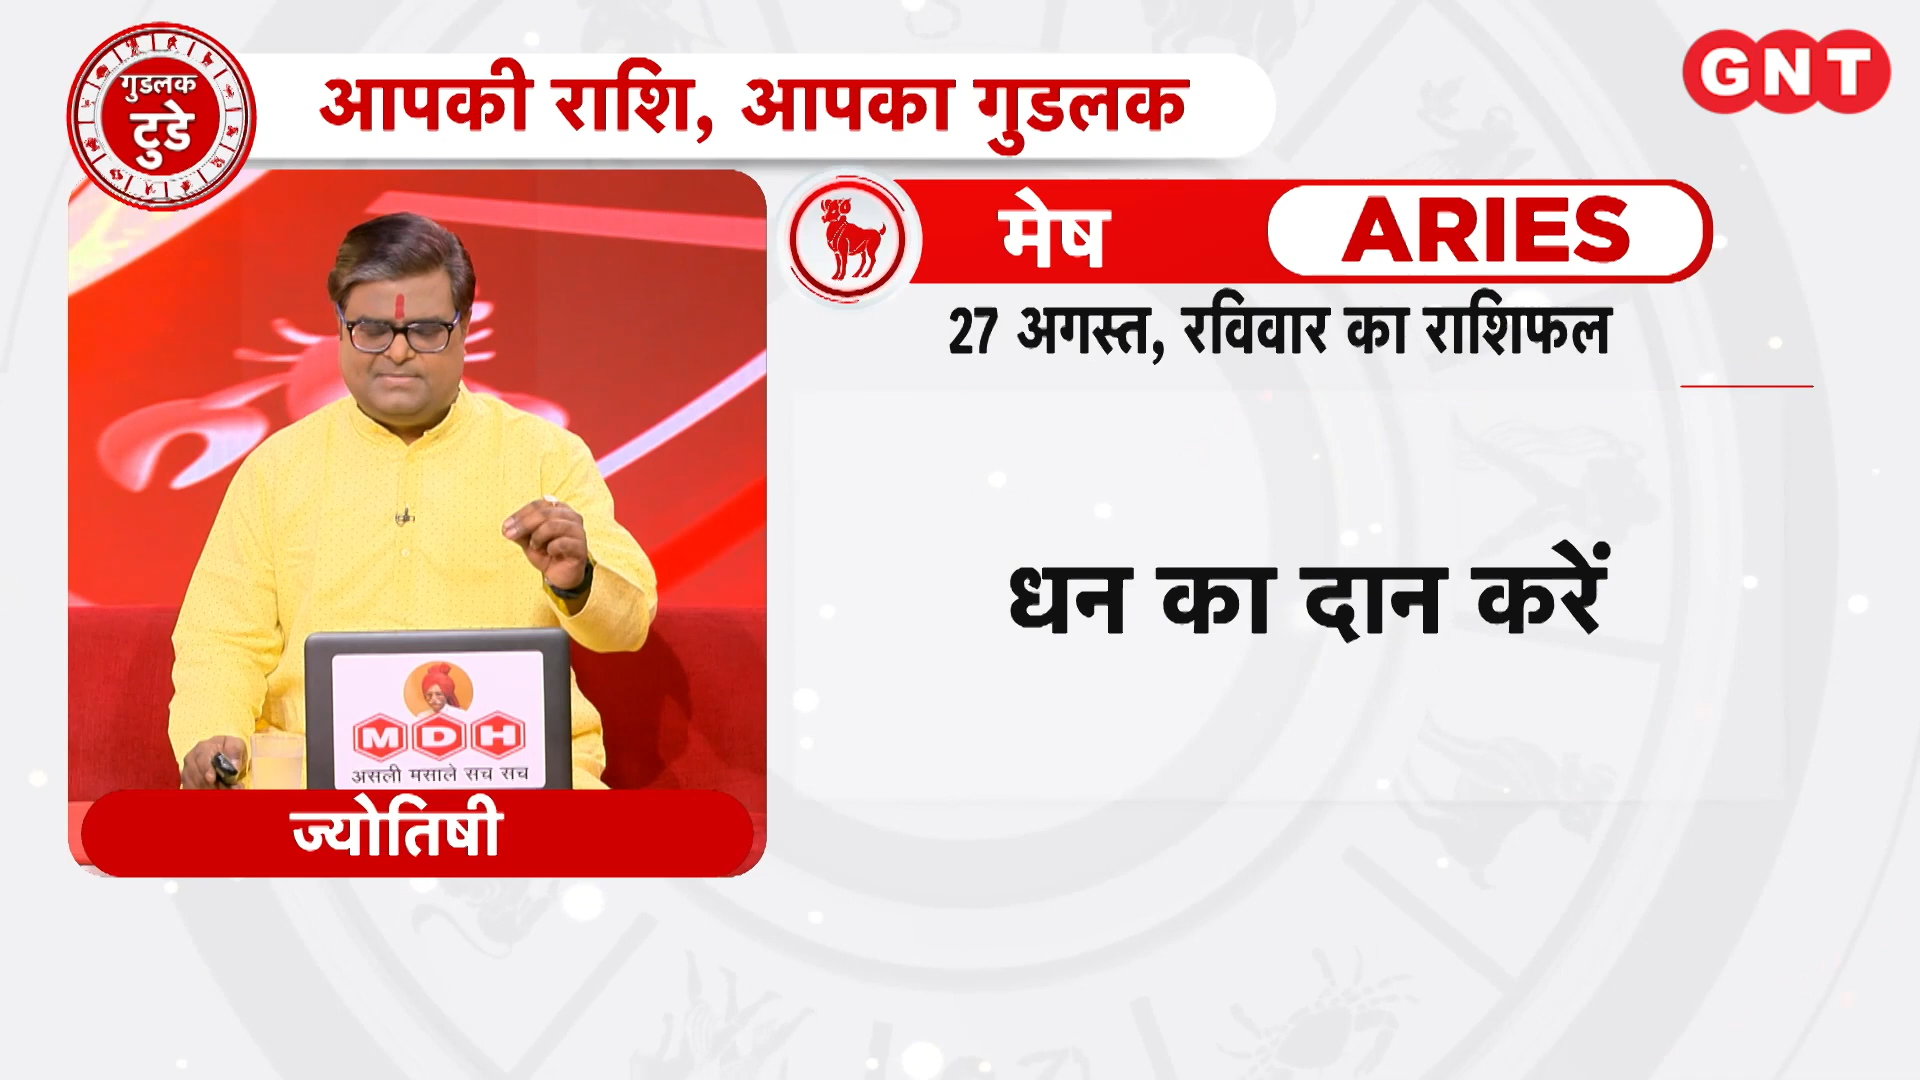 गुडलक
टुडे
आपकी राशि, आपका गुडलक
GNT
मेष
ARIES
27 अगस्त, रविवार का राशिफल
धन का दान करें
MDH
असली मसाले सच सच
ज्योतिषी